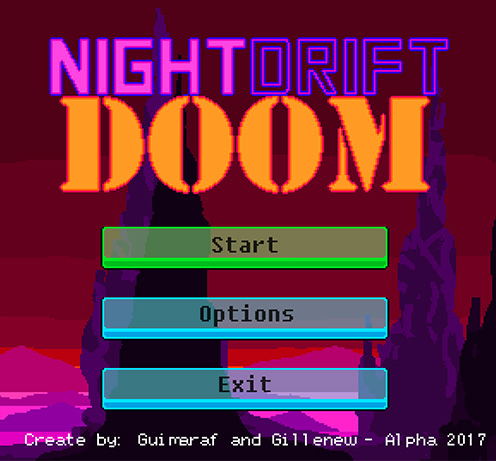 NIGHTDRIFT
DOOM
Start
Options
Exit
Create by: Guimaraf and Gillenew - Alpha 2017